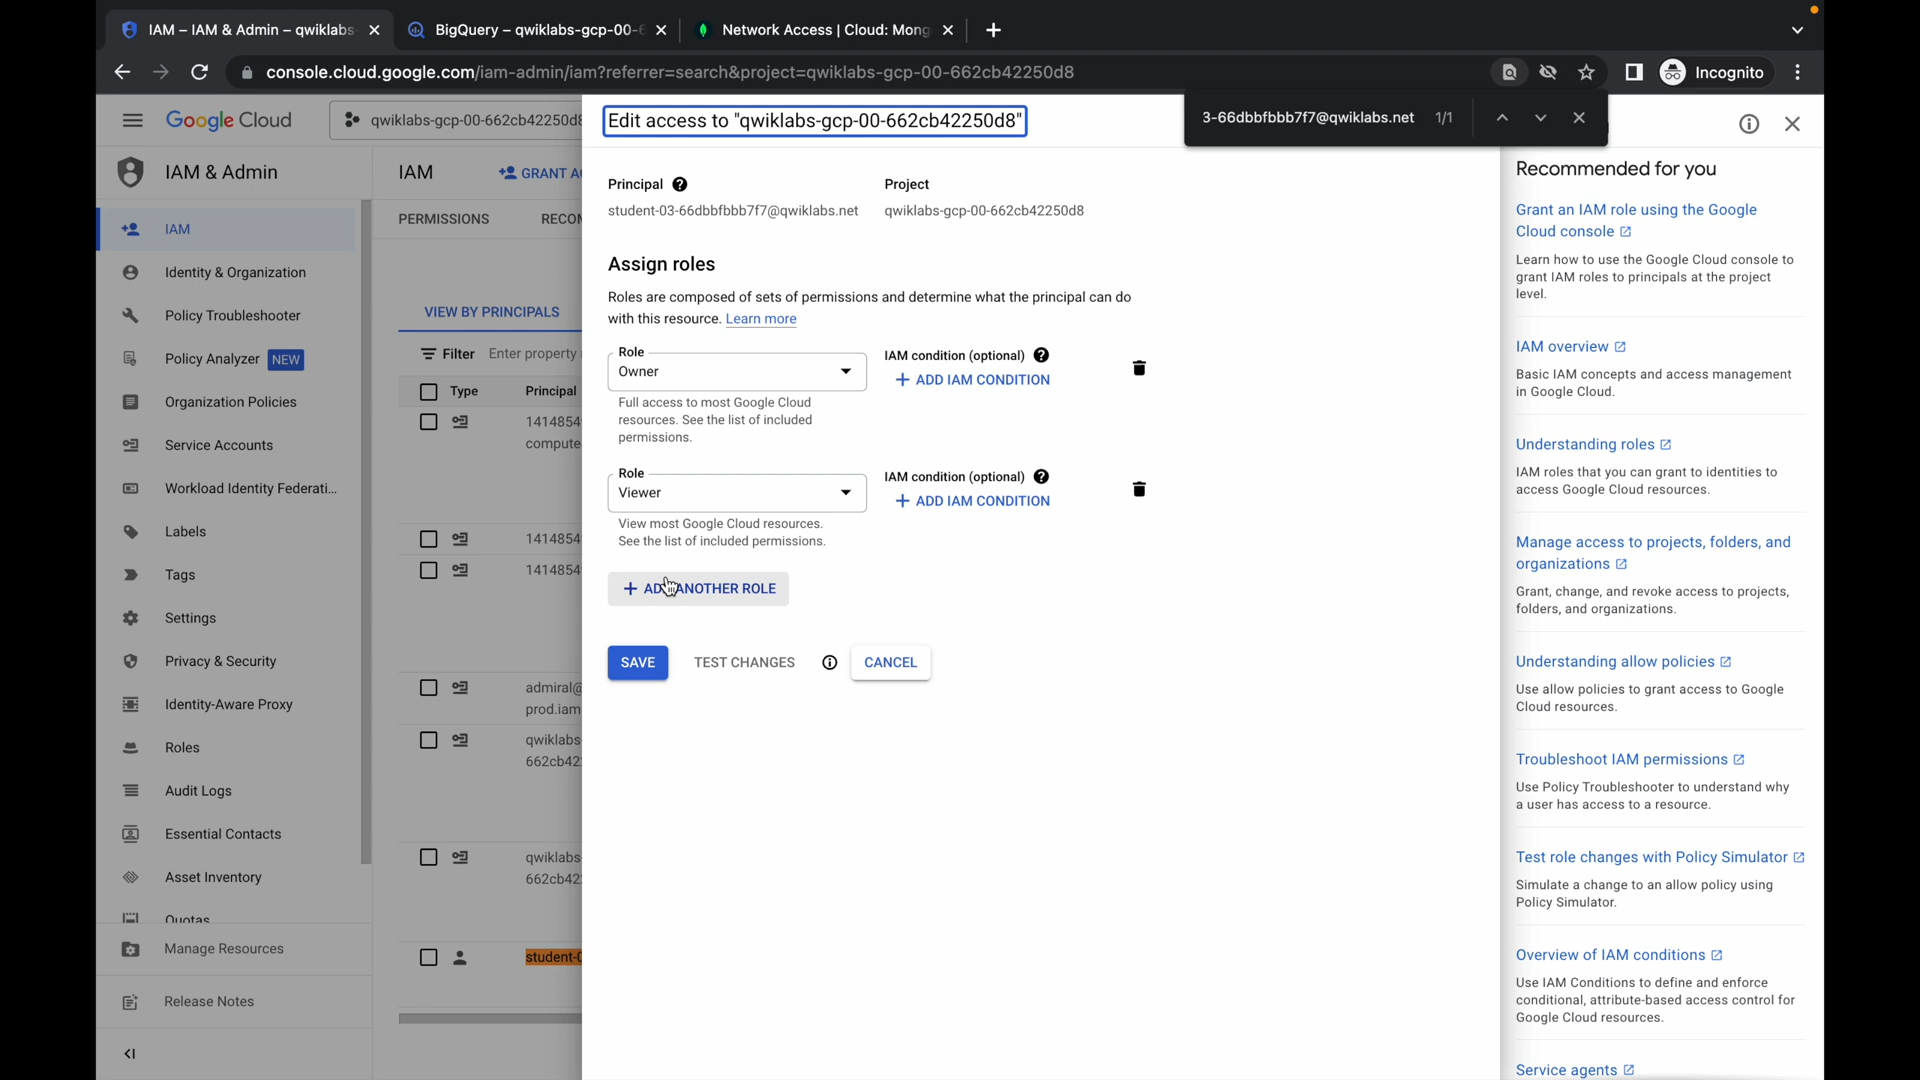 IAM – IAM & Admin – qwiklabs-
BigQuery – qwiklabs-gcp-00-6
Network Access | Cloud: Mong
console.cloud.google.com/iam-admin/iam?referrer=search&project=qwiklabs-gcp-00-662cb42250d8
Incognito
3-66dbbfbbb7f7@qwiklabs.net 1/1
Google Cloud
qwiklabs-gcp-00-662cb42250d8
IAM & Admin
IAM
Identity & Organization
Policy Troubleshooter
Policy Analyzer NEW
Organization Policies
Service Accounts
Workload Identity Federati...
Labels
Tags
Settings
Privacy & Security
Identity-Aware Proxy
Roles
Audit Logs
Essential Contacts
Asset Inventory
Quotas
Manage Resources
Release Notes
IAM
GRANT AC
PERMISSIONS
RECOM
VIEW BY PRINCIPALS
Filter Enter property
Type Principal
1414854
compute
1414854
1414854
admiral@
prod.iam
qwiklabs-
662cb42
qwiklabs-
662cb42
student-0
Edit access to "qwiklabs-gcp-00-662cb42250d8"
Principal
student-03-66dbbfbbb7f7@qwiklabs.net
Project
qwiklabs-gcp-00-662cb42250d8
Assign roles
Roles are composed of sets of permissions and determine what the principal can do
with this resource. Learn more
Role
Owner
Full access to most Google Cloud
resources. See the list of included
permissions.
IAM condition (optional)
ADD IAM CONDITION
Role
Viewer
View most Google Cloud resources.
See the list of included permissions.
IAM condition (optional)
ADD IAM CONDITION
ADD ANOTHER ROLE
SAVE
TEST CHANGES
CANCEL
Recommended for you
Grant an IAM role using the Google
Cloud console
Learn how to use the Google Cloud console to
grant IAM roles to principals at the project
level.
IAM overview
Basic IAM concepts and access management
in Google Cloud.
Understanding roles
IAM roles that you can grant to identities to
access Google Cloud resources.
Manage access to projects, folders, and
organizations
Grant, change, and revoke access to projects,
folders, and organizations.
Understanding allow policies
Use allow policies to grant access to Google
Cloud resources.
Troubleshoot IAM permissions
Use Policy Troubleshooter to understand why
a user has access to a resource.
Test role changes with Policy Simulator
Simulate a change to an allow policy using
Policy Simulator.
Overview of IAM conditions
Use IAM Conditions to define and enforce
conditional, attribute-based access control for
Google Cloud resources.
Service agents